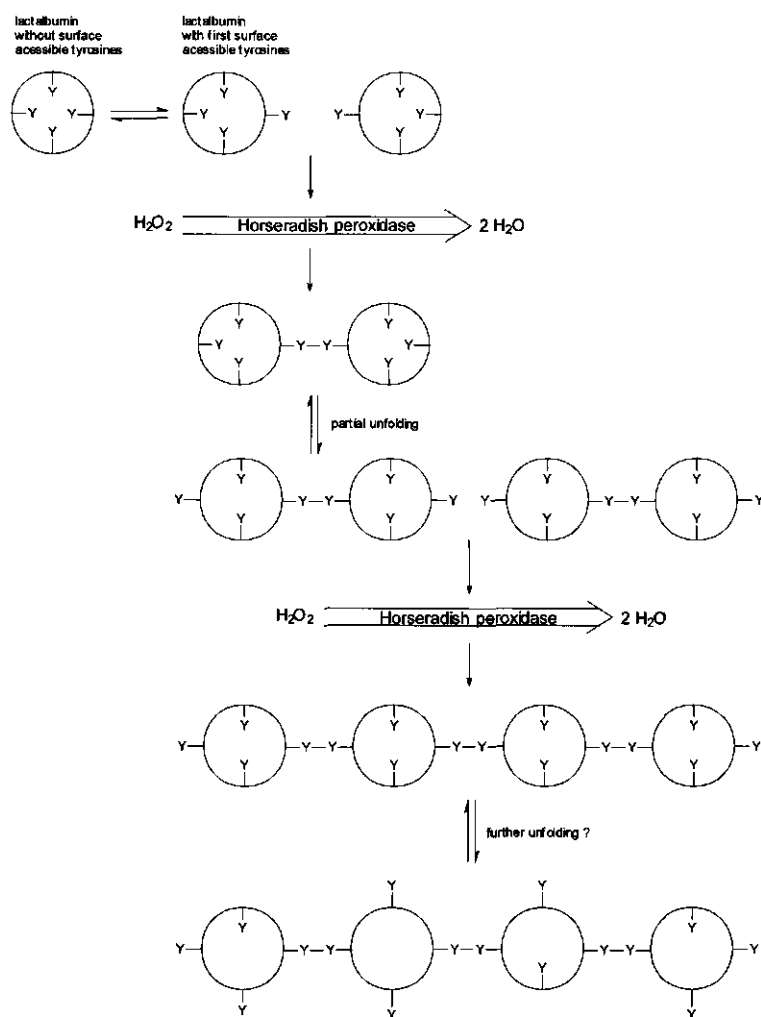 lactalbumin
without surface
acessible tyrosines
lactalbumin
with first surface
acessible tyrosines
Y
Y Y
Y
Y
Y Y
Y
Y
Y Y
Y
H₂O₂ Horseradish peroxidase 2 H₂O
Y Y
Y Y—Y Y
Y Y
partial unfolding
Y Y Y Y
Y Y—Y Y Y Y—Y Y
Y Y Y Y
H₂O₂ Horseradish peroxidase 2 H₂O
Y Y Y Y
Y Y—Y Y—Y Y—Y Y
Y Y Y Y
further unfolding ?
Y Y
Y Y
Y Y—Y Y—Y Y—Y Y
Y
Y Y Y